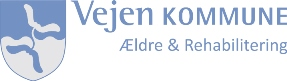 Vejen KOMMUNE
Ældre & Rehabilitering